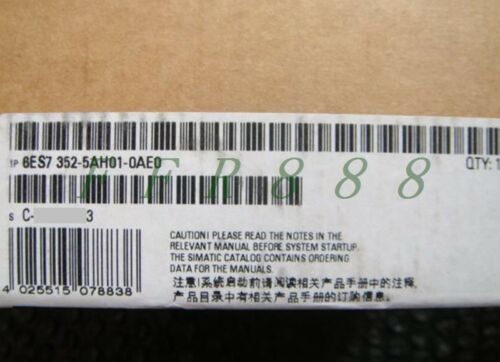 1P 6ES7 352-5AH01-0AE0
QTY: 1
FFR888
S C- 3
CAUTION! PLEASE READ THE NOTES IN THE
RELEVANT MANUAL BEFORE SYSTEM STARTUP.
THE SIMATIC CATALOG CONTAINS ORDERING
DATA FOR THE MANUALS.
注意!系统启动前请阅读相关产品手册中的注释,
产品目录中有相关产品手册的订购信息。
4 025515 078838